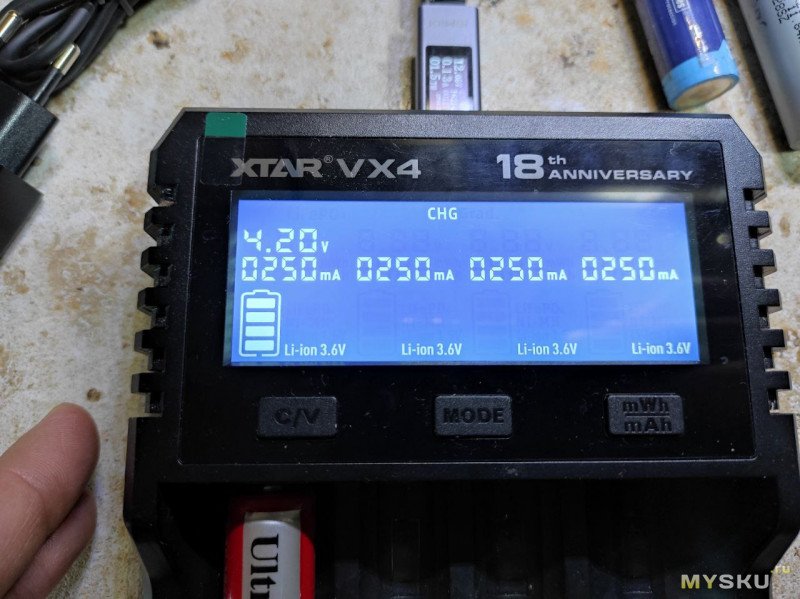 XTAR® VX4 18th ANNIVERSARY
CHG
4.20V
0250mA 0250mA 0250mA 0250mA
Li-ion 3.6V Li-ion 3.6V Li-ion 3.6V Li-ion 3.6V
C/V MODE mWh
mAh
Ult
MYSKU.ru